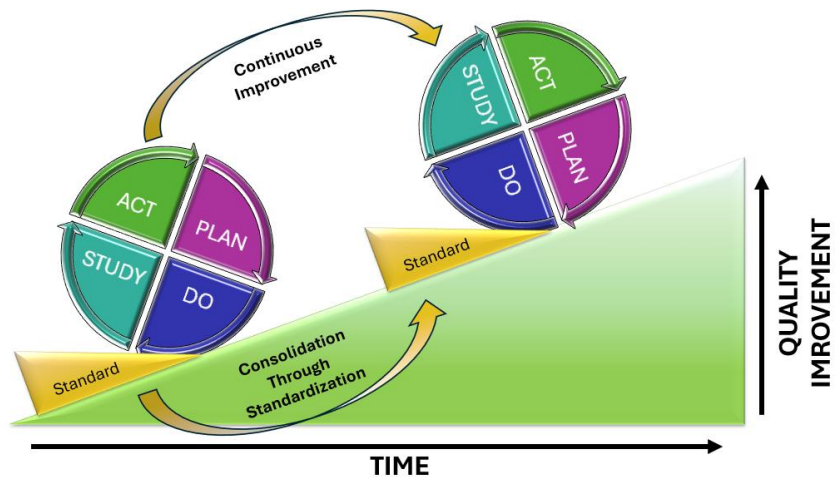 Continuous
Improvement
STUDY
ACT
DO
PLAN
ACT
PLAN
STUDY
DO
Standard
Standard
Consolidation
Through
Standardization
QUALITY
IMROVEMENT
TIME